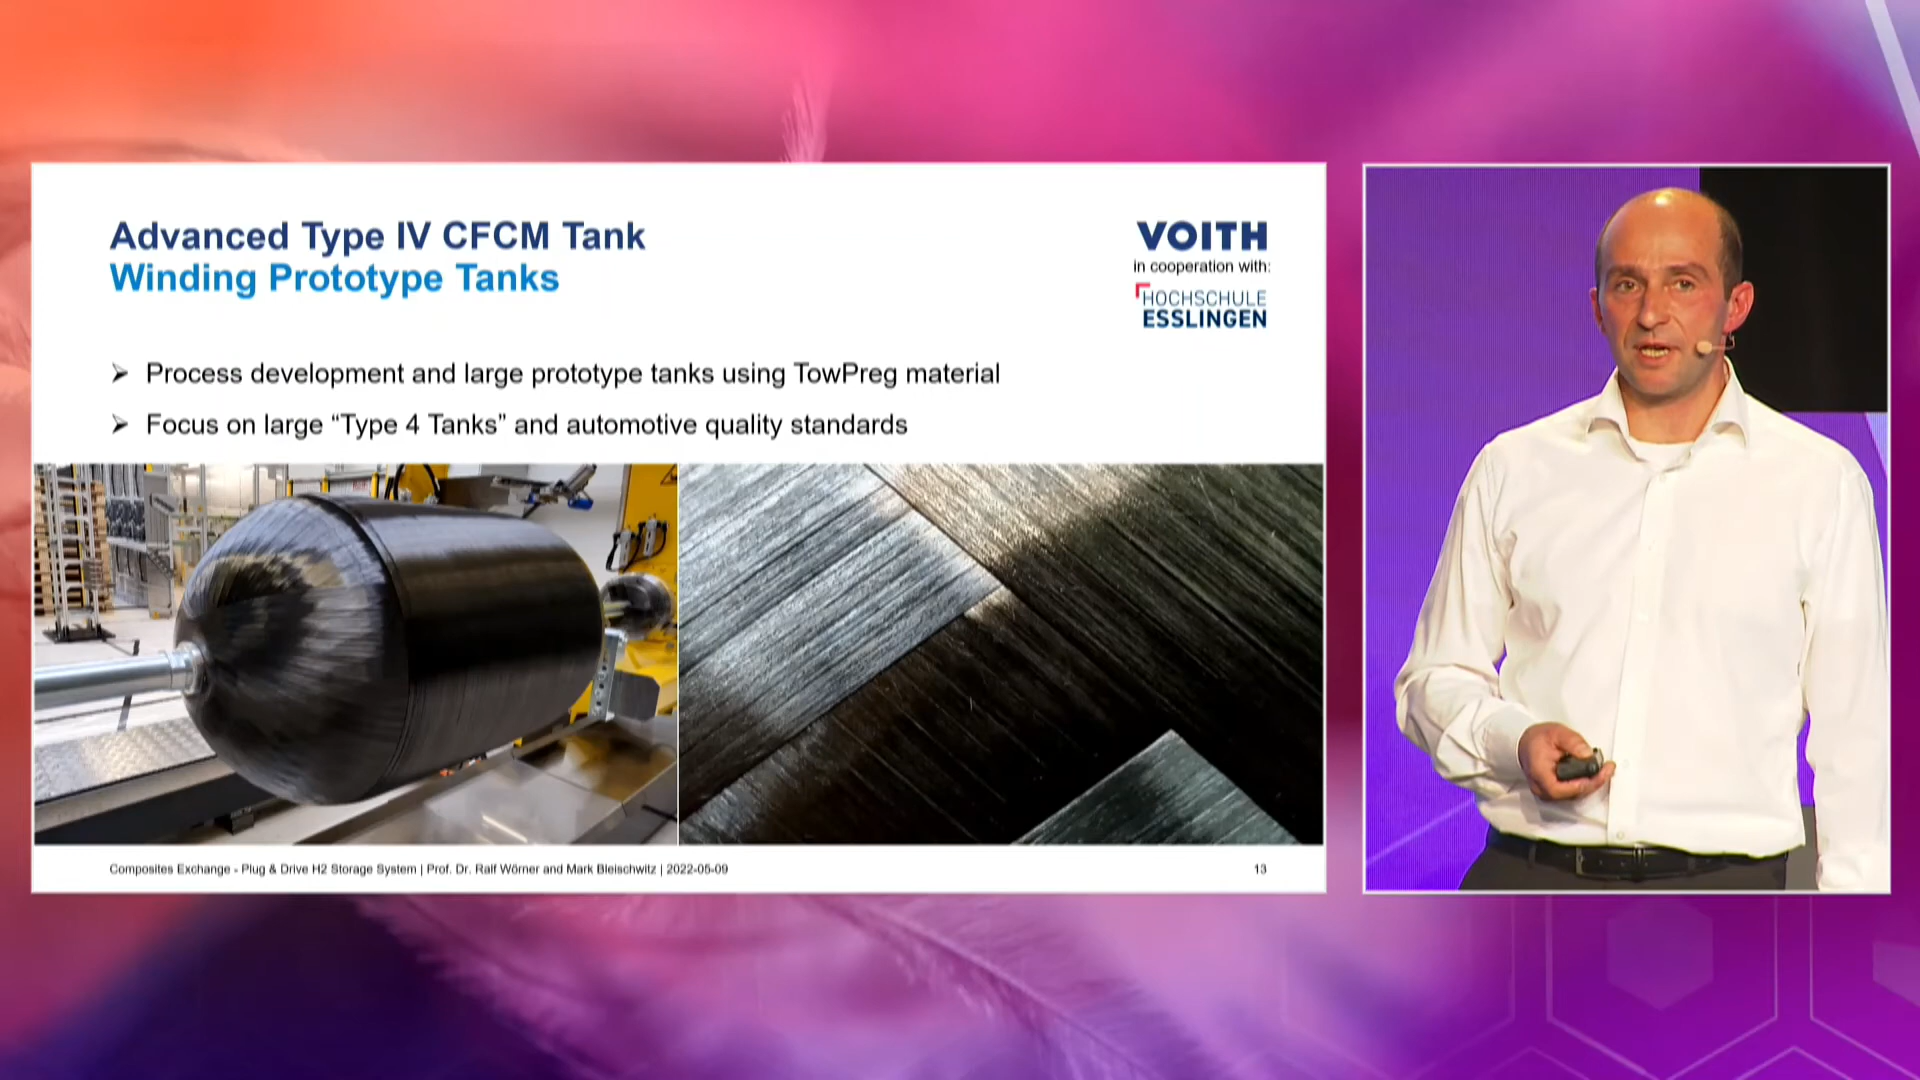 Advanced Type IV CFCM Tank
Winding Prototype Tanks
VOITH
in cooperation with:
HOCHSCHULE
ESSLINGEN
➢ Process development and large prototype tanks using TowPreg material
➢ Focus on large “Type 4 Tanks” and automotive quality standards
Composites Exchange - Plug & Drive H2 Storage System | Prof. Dr. Ralf Wörner and Mark Bleischwitz | 2022-05-09
13